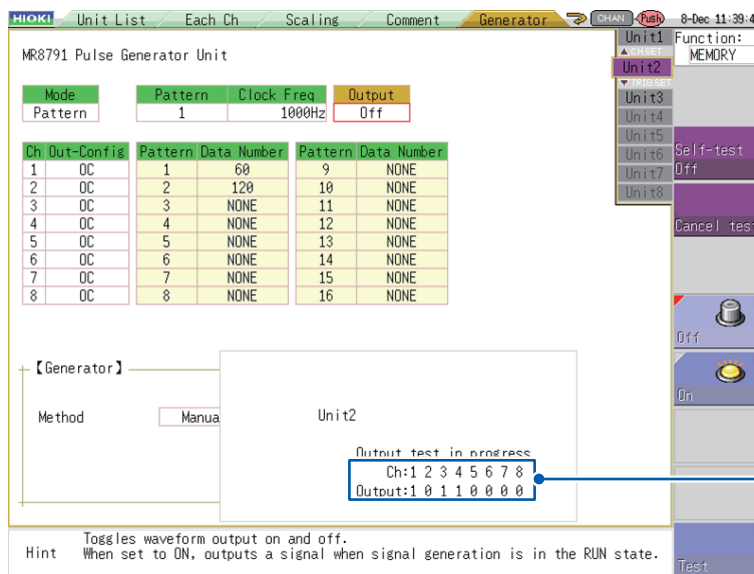 HIOKI Unit List Each Ch Scaling Comment Generator CHAN Push 8-Dec 11:39:4
Unit1 Function:
CH.SET MEMORY
MR8791 Pulse Generator Unit
Unit2
TRIG.SET
Mode Pattern Clock Freq Output
Unit3
Pattern 1 1000Hz Off
Unit4
Unit5
Ch Out-Config Pattern Data Number Pattern Data Number
Unit6 Self-test
1 OC 1 60 9 NONE
Unit7 Off
2 OC 120 10 NONE
Unit8
3 OC 3 NONE 11 NONE
4 OC 4 NONE 12 NONE
Cancel tes
5 OC 5 NONE 13 NONE
6 OC 6 NONE 14 NONE
7 OC 7 NONE 15 NONE
8 OC 8 NONE 16 NONE
Off
【Generator】
On
Method Manua
Unit2
Output test in progress
Ch:1 2 3 4 5 6 7 8
Output:1 0 1 1 0 0 0 0
Toggles waveform output on and off.
Hint When set to ON, outputs a signal when signal generation is in the RUN state.
Test